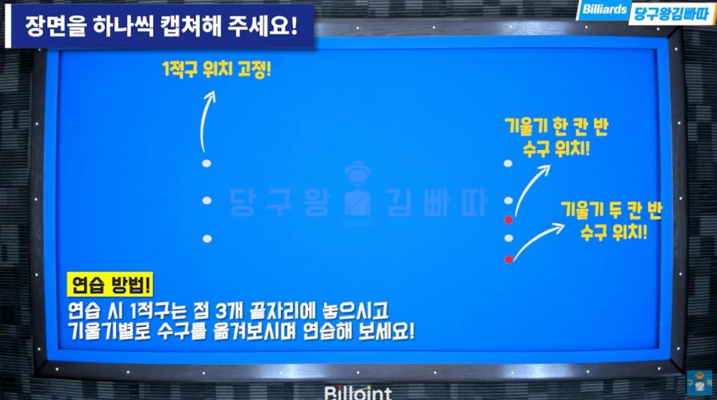 장면을 하나씩 캡쳐해 주세요!
Billiards 당구왕김빠따
1적구 위치 고정!
기울기 한 칸 반
수구 위치!
당구왕 김빠따
기울기 두 칸 반
수구 위치!
연습 방법!
연습 시 1적구는 점 3개 끝자리에 놓으시고
기울기별로 수구를 옮겨보시며 연습해 보세요!
Billoint